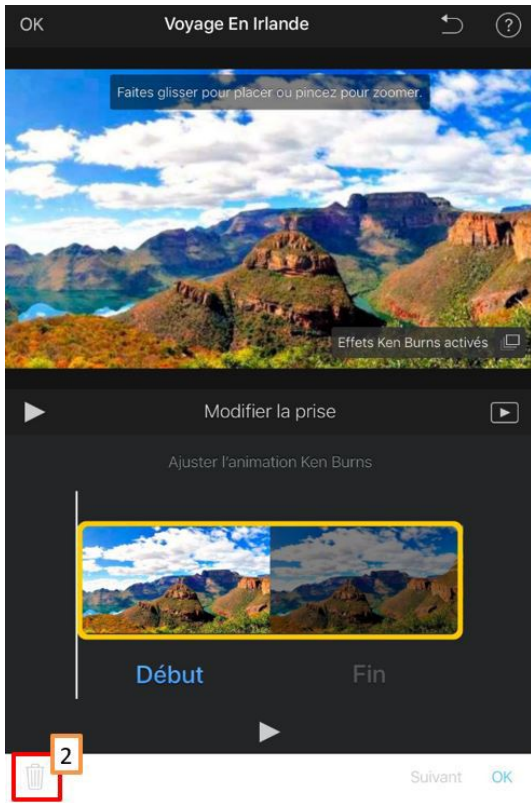 OK Voyage En Irlande ?
Faites glisser pour placer ou pincez pour zoomer.
Effets Ken Burns activés
Modifier la prise
Ajuster l'animation Ken Burns
Début Fin
2
Suivant OK